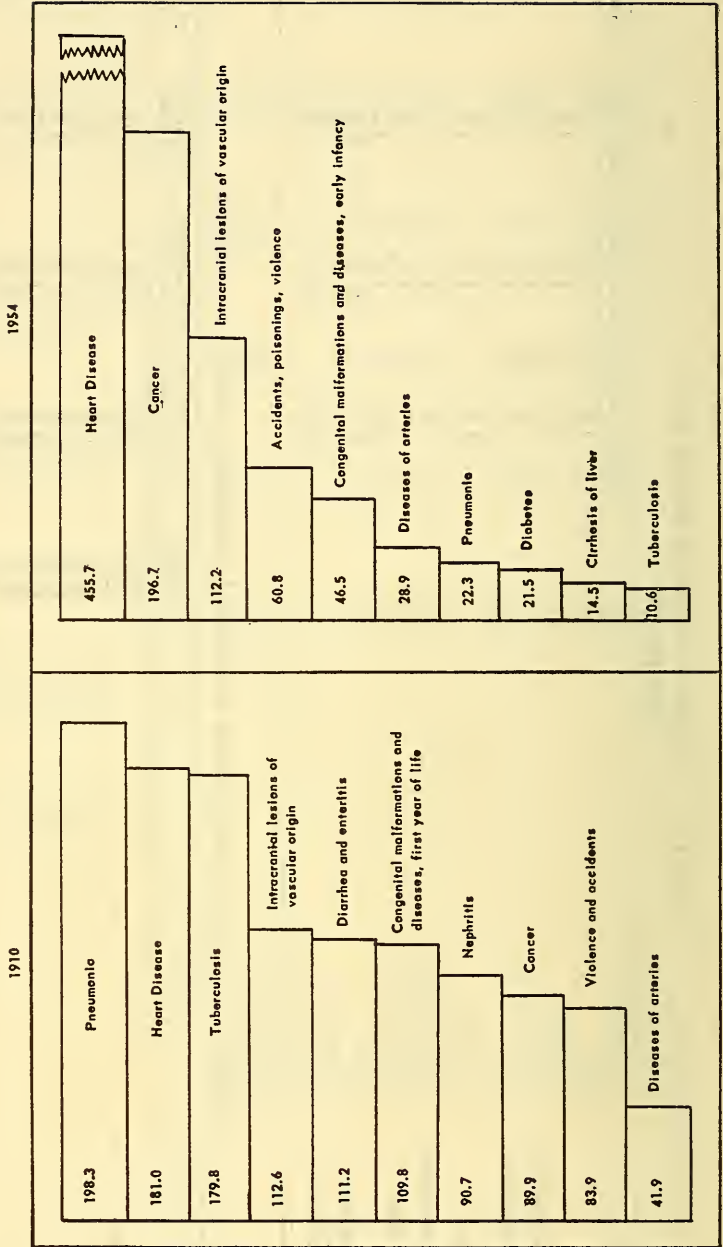 1910
198.3
Pneumonia
181.0
Heart Disease
179.8
Tuberculosis
112.6
Intracranial lesions of
vascular origin
111.2
Diarrhea and enteritis
109.8
Congenital malformations and
diseases, first year of life
90.7
Nephritis
89.9
Cancer
83.9
Violence and accidents
41.9
Diseases of arteries
1954
455.7
Heart Disease
196.7
Cancer
112.2
Intracranial lesions of vascular origin
60.8
Accidents, poisonings, violence
46.5
Congenital malformations and diseases, early infancy
28.9
Diseases of arteries
22.3
Pneumonia
21.5
Diabetes
14.5
Cirrhosis of liver
10.6
Tuberculosis